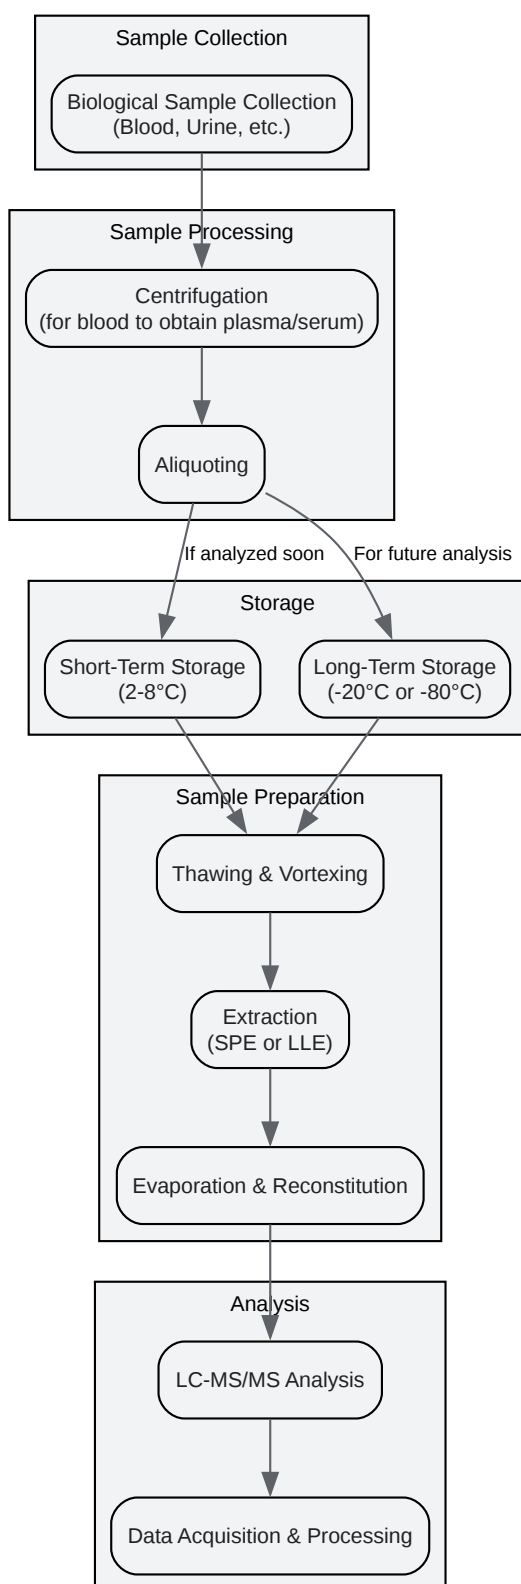 Sample Collection
Biological Sample Collection
(Blood, Urine, etc.)
Sample Processing
Centrifugation
(for blood to obtain plasma/serum)
Aliquoting
If analyzed soon
For future analysis
Storage
Short-Term Storage
(2-8°C)
Long-Term Storage
(-20°C or -80°C)
Sample Preparation
Thawing & Vortexing
Extraction
(SPE or LLE)
Evaporation & Reconstitution
Analysis
LC-MS/MS Analysis
Data Acquisition & Processing